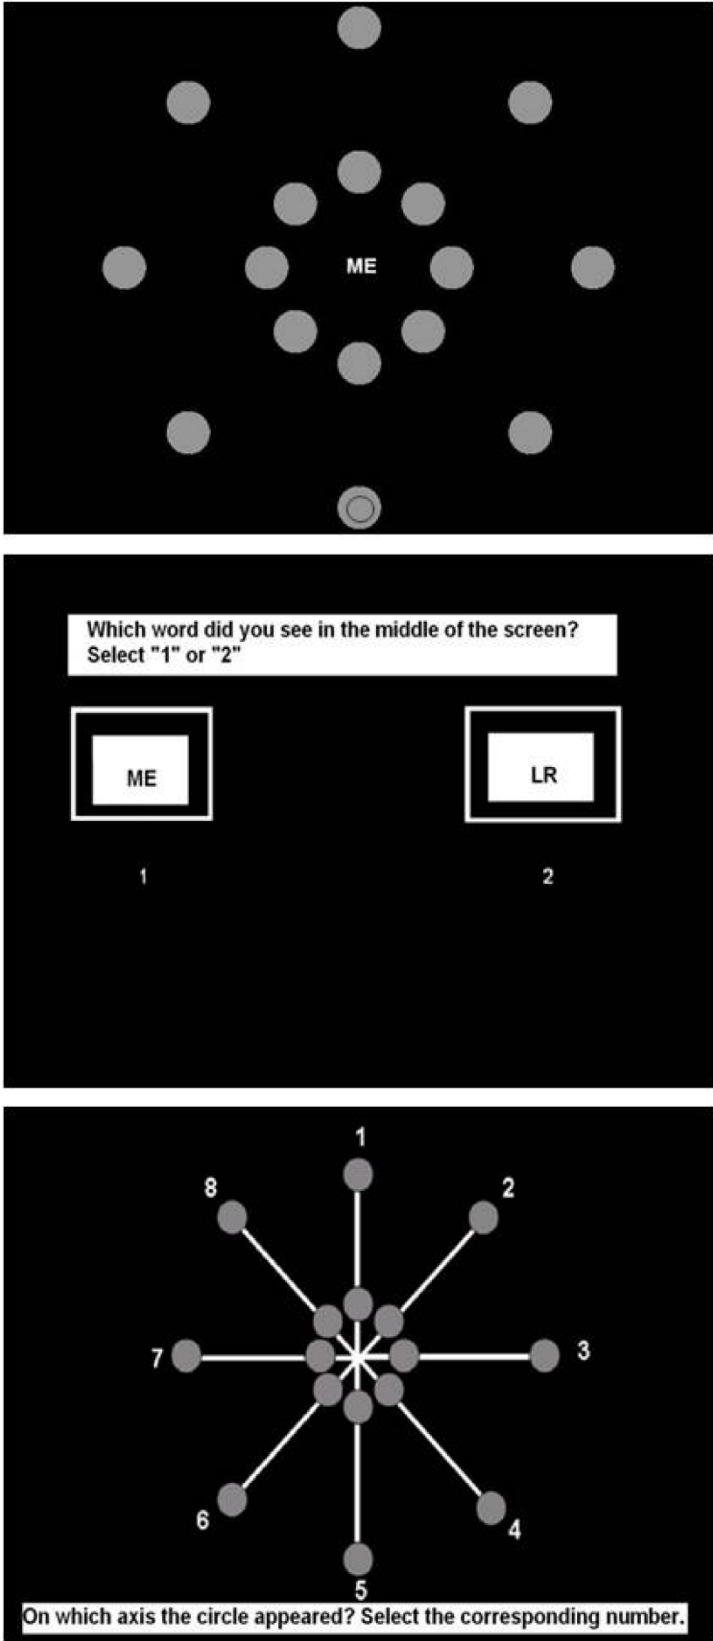 ME
Which word did you see in the middle of the screen?
Select "1" or "2"
ME
LR
1
2
1
8
2
7
3
6
4
5
On which axis the circle appeared? Select the corresponding number.